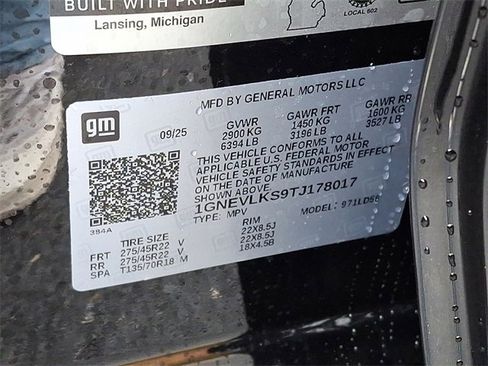 BUILT WITH PRIDE
Lansing, Michigan
LOCAL 602
MFD BY GENERAL MOTORS LLC
gm
09/25
GVWR GAWR FRT GAWR RR
2900 KG 1450 KG 1600 KG
6394 LB 3196 LB 3527 LB
THIS VEHICLE CONFORMS TO ALL
APPLICABLE U.S. FEDERAL MOTOR
VEHICLE SAFETY STANDARDS IN EFFECT
ON THE DATE OF MANUFACTURE
SHOWN ABOVE
1GNEVLKS9TJ178017
TYPE: MPV MODEL:
384A
TIRE SIZE RIM
FRT 275/45R22 V 22X8.5J
RR 275/45R22 V 22X8.5J
SPA T135/70R18 M 18X4.5B